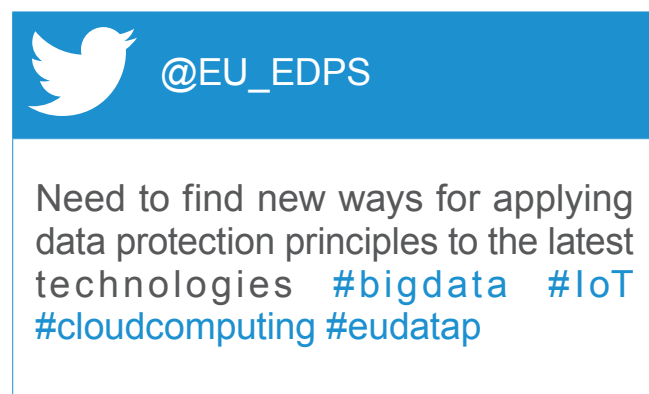 @EU_EDPS
Need to find new ways for applying
data protection principles to the latest
technologies #bigdata #IoT
#cloudcomputing #eudatap